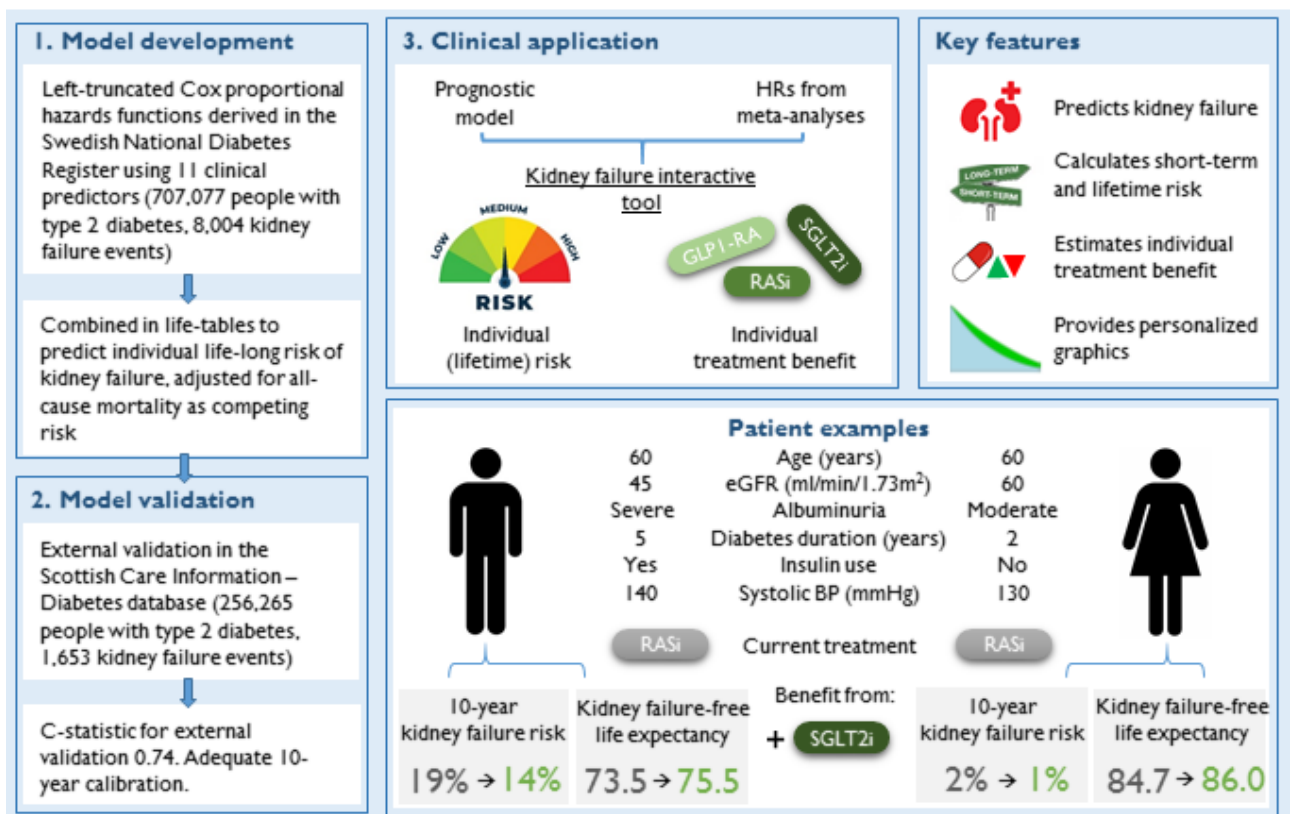 1. Model development
Left-truncated Cox proportional
hazards functions derived in the
Swedish National Diabetes
Register using 11 clinical
predictors (707,077 people with
type 2 diabetes, 8,004 kidney
failure events)
Combined in life-tables to
predict individual life-long risk of
kidney failure, adjusted for all-
cause mortality as competing
risk
2. Model validation
External validation in the
Scottish Care Information –
Diabetes database (256,265
people with type 2 diabetes,
1,653 kidney failure events)
C-statistic for external
validation 0.74. Adequate 10-
year calibration.
3. Clinical application
Prognostic
model
HRs from
meta-analyses
Kidney failure interactive
tool
LOW
MEDIUM
HIGH
RISK
Individual
(lifetime) risk
GLP1-RA
SGLT2i
RASi
Individual
treatment benefit
Key features
Predicts kidney failure
LONG-TERM
SHORT-TERM
Calculates short-term
and lifetime risk
Estimates individual
treatment benefit
Provides personalized
graphics
Patient examples
60 Age (years) 60
45 eGFR (ml/min/1.73m²) 60
Severe Albuminuria Moderate
5 Diabetes duration (years) 2
Yes Insulin use No
140 Systolic BP (mmHg) 130
RASi Current treatment RASi
10-year
kidney failure risk
19% → 14%
Kidney failure-free
life expectancy
73.5 → 75.5
Benefit from:
+ SGLT2i
10-year
kidney failure risk
2% → 1%
Kidney failure-free
life expectancy
84.7 → 86.0